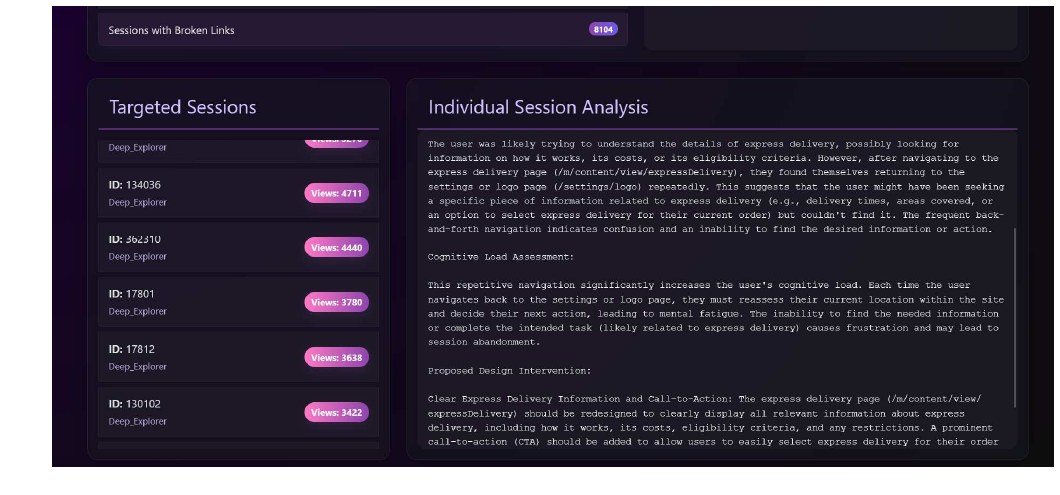 Sessions with Broken Links 8104
Targeted Sessions
Deep_Explorer
ID: 134036
Deep_Explorer
Views: 4711
ID: 362310
Deep_Explorer
Views: 4440
ID: 17801
Deep_Explorer
Views: 3780
ID: 17812
Deep_Explorer
Views: 3638
ID: 130102
Deep_Explorer
Views: 3422
Individual Session Analysis
The user was likely trying to understand the details of express delivery, possibly looking for
information on how it works, its costs, or its eligibility criteria. However, after navigating to the
express delivery page (/m/content/view/expressDelivery), they found themselves returning to the
settings or logo page (/settings/logo) repeatedly. This suggests that the user might have been seeking
a specific piece of information related to express delivery (e.g., delivery times, areas covered, or
an option to select express delivery for their current order) but couldn't find it. The frequent back-
and-forth navigation indicates confusion and an inability to find the desired information or action.
Cognitive Load Assessment:
This repetitive navigation significantly increases the user's cognitive load. Each time the user
navigates back to the settings or logo page, they must reassess their current location within the site
and decide their next action, leading to mental fatigue. The inability to find the needed information
or complete the intended task (likely related to express delivery) causes frustration and may lead to
session abandonment.
Proposed Design Intervention:
Clear Express Delivery Information and Call-to-Action: The express delivery page (/m/content/view/
expressDelivery) should be redesigned to clearly display all relevant information about express
delivery, including how it works, its costs, eligibility criteria, and any restrictions. A prominent
call-to-action (CTA) should be added to allow users to easily select express delivery for their order